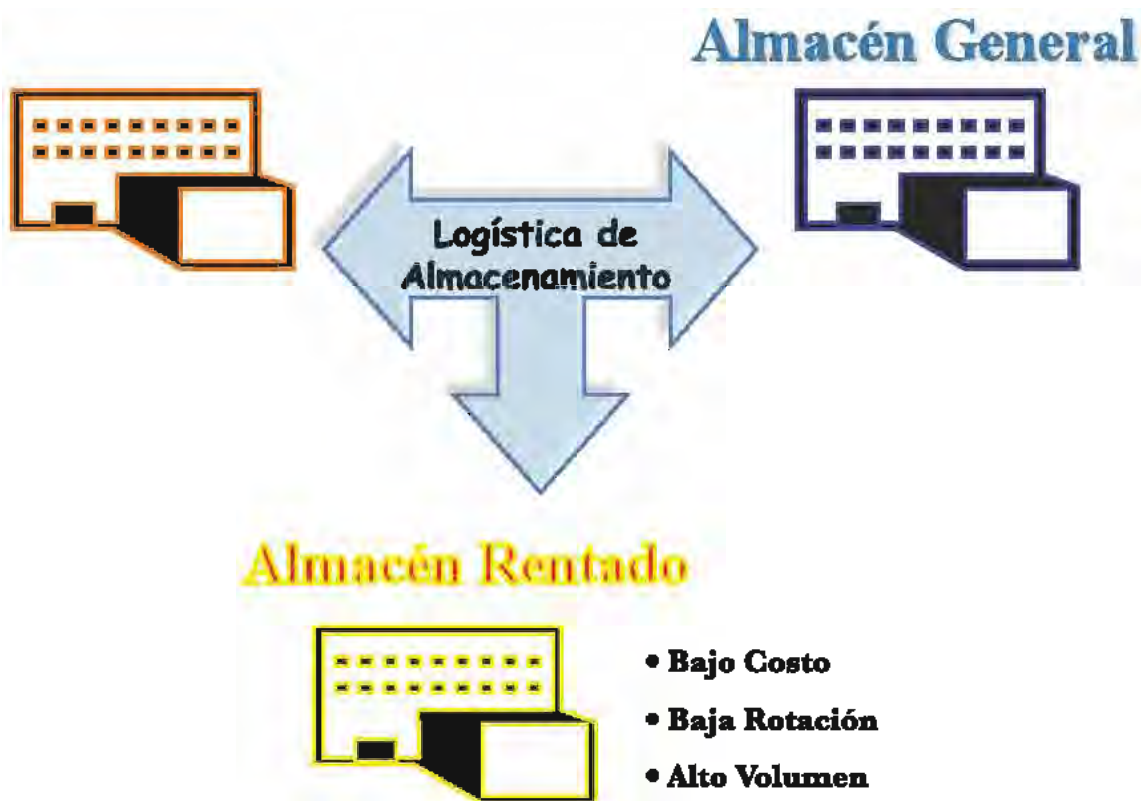 Almacén General
Logística de
Almacenamiento
Almacén Rentado
• Bajo Costo
• Baja Rotación
• Alto Volumen